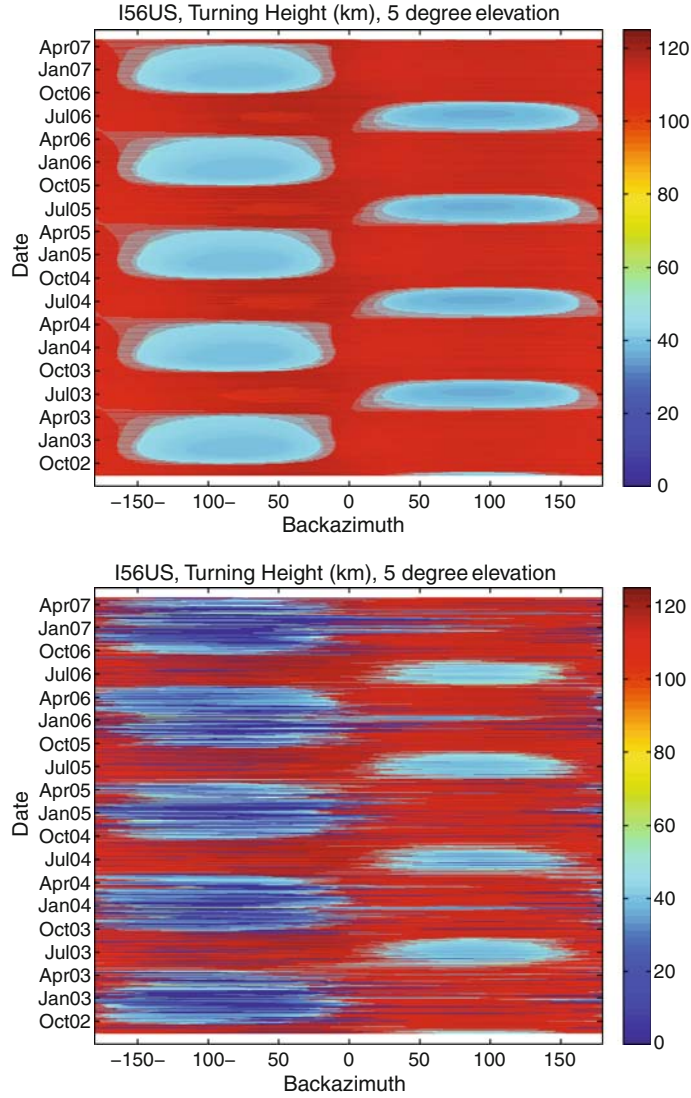 I56US, Turning Height (km), 5 degree elevation
Apr07
Jan07
Oct06
Jul06
Apr06
Jan06
Oct05
Jul05
Apr05
Jan05
Oct04
Jul04
Apr04
Jan04
Oct03
Jul03
Apr03
Jan03
Oct02
Date
−150− 100− 50 0 50 100 150
Backazimuth
120
100
80
60
40
20
0
I56US, Turning Height (km), 5 degree elevation
Apr07
Jan07
Oct06
Jul06
Apr06
Jan06
Oct05
Jul05
Apr05
Jan05
Oct04
Jul04
Apr04
Jan04
Oct03
Jul03
Apr03
Jan03
Oct02
Date
−150− 100− 50 0 50 100 150
Backazimuth
120
100
80
60
40
20
0